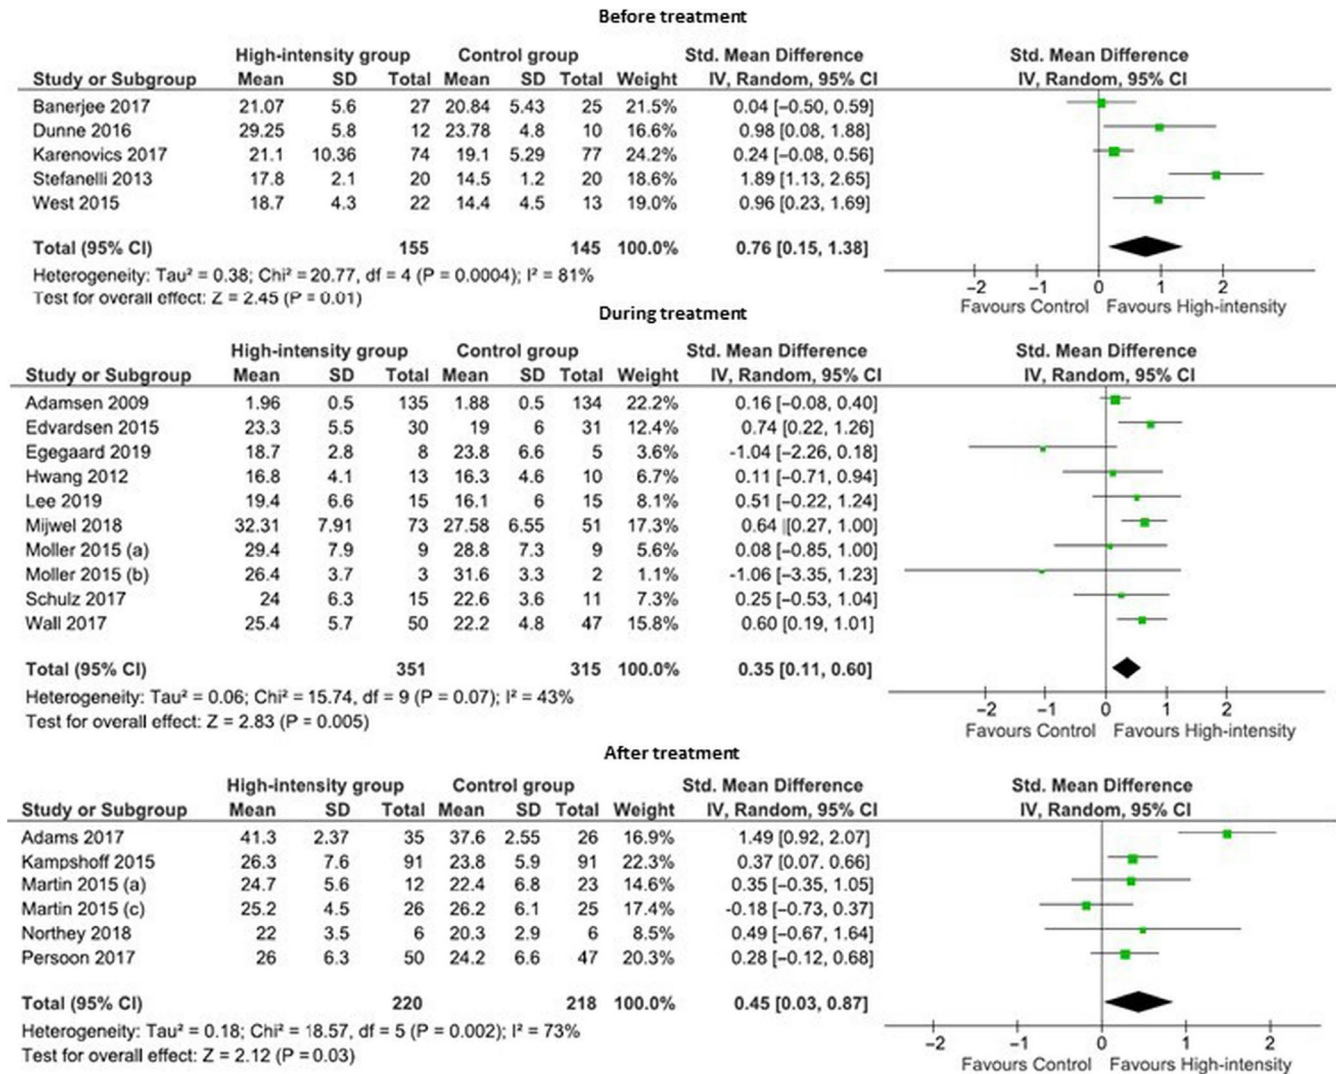 Before treatment
High-intensity group Control group Std. Mean Difference Std. Mean Difference
Study or Subgroup Mean SD Total Mean SD Total Weight IV, Random, 95% CI IV, Random, 95% CI
Banerjee 2017 21.07 5.6 27 20.84 5.43 25 21.5% 0.04 [–0.50, 0.59]
Dunne 2016 29.25 5.8 12 23.78 4.8 10 16.6% 0.98 [0.08, 1.88]
Karenovics 2017 21.1 10.36 74 19.1 5.29 77 24.2% 0.24 [-0.08, 0.56]
Stefanelli 2013 17.8 2.1 20 14.5 1.2 20 18.6% 1.89 [1.13, 2.65]
West 2015 18.7 4.3 22 14.4 4.5 13 19.0% 0.96 [0.23, 1.69]
Total (95% CI) 155 145 100.0% 0.76 [0.15, 1.38]
Heterogeneity: Tau² = 0.38; Chi² = 20.77, df = 4 (P = 0.0004); I² = 81%
Test for overall effect: Z = 2.45 (P = 0.01)
−2 −1 0 1 2
Favours Control Favours High-intensity
During treatment
High-intensity group Control group Std. Mean Difference Std. Mean Difference
Study or Subgroup Mean SD Total Mean SD Total Weight IV, Random, 95% CI IV, Random, 95% CI
Adamsen 2009 1.96 0.5 135 1.88 0.5 134 22.2% 0.16 [–0.08, 0.40]
Edvardsen 2015 23.3 5.5 30 19 6 31 12.4% 0.74 [0.22, 1.26]
Egegaard 2019 18.7 2.8 8 23.8 6.6 5 3.6% -1.04 [–2.26, 0.18]
Hwang 2012 16.8 4.1 13 16.3 4.6 10 6.7% 0.11 [–0.71, 0.94]
Lee 2019 19.4 6.6 15 16.1 6 15 8.1% 0.51 [–0.22, 1.24]
Mijwel 2018 32.31 7.91 73 27.58 6.55 51 17.3% 0.64 [0.27, 1.00]
Moller 2015 (a) 29.4 7.9 9 28.8 7.3 9 5.6% 0.08 [–0.85, 1.00]
Moller 2015 (b) 26.4 3.7 3 31.6 3.3 2 1.1% -1.06 [–3.35, 1.23]
Schulz 2017 24 6.3 15 22.6 3.6 11 7.3% 0.25 [–0.53, 1.04]
Wall 2017 25.4 5.7 50 22.2 4.8 47 15.8% 0.60 [0.19, 1.01]
Total (95% CI) 351 315 100.0% 0.35 [0.11, 0.60]
Heterogeneity: Tau² = 0.06; Chi² = 15.74, df = 9 (P = 0.07); I² = 43%
Test for overall effect: Z = 2.83 (P = 0.005)
−2 −1 0 1 2
Favours Control Favours High-intensity
After treatment
High-intensity group Control group Std. Mean Difference Std. Mean Difference
Study or Subgroup Mean SD Total Mean SD Total Weight IV, Random, 95% CI IV, Random, 95% CI
Adams 2017 41.3 2.37 35 37.6 2.55 26 16.9% 1.49 [0.92, 2.07]
Kampshoff 2015 26.3 7.6 91 23.8 5.9 91 22.3% 0.37 [0.07, 0.66]
Martin 2015 (a) 24.7 5.6 12 22.4 6.8 23 14.6% 0.35 [-0.35, 1.05]
Martin 2015 (c) 25.2 4.5 26 26.2 6.1 25 17.4% -0.18 [–0.73, 0.37]
Northey 2018 22 3.5 6 20.3 2.9 6 8.5% 0.49 [–0.67, 1.64]
Persoon 2017 26 6.3 50 24.2 6.6 47 20.3% 0.28 [–0.12, 0.68]
Total (95% CI) 220 218 100.0% 0.45 [0.03, 0.87]
Heterogeneity: Tau² = 0.18; Chi² = 18.57, df = 5 (P = 0.002); I² = 73%
Test for overall effect: Z = 2.12 (P = 0.03)
−2 −1 0 1 2
Favours Control Favours High-intensity